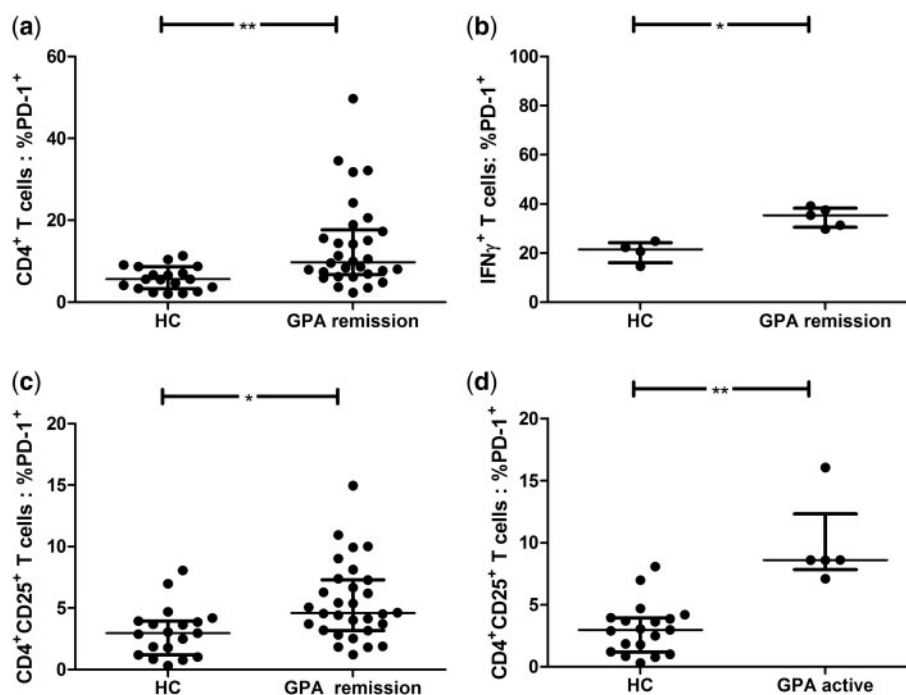 (a)
**
CD4⁺ T cells : %PD-1⁺
60
40
20
0
HC
GPA remission
(b)
*
IFNγ⁺ T cells: %PD-1⁺
100
80
60
40
20
0
HC
GPA remission
(c)
*
CD4⁺CD25⁺ T cells : %PD-1⁺
20
15
10
5
0
HC
GPA remission
(d)
**
CD4⁺CD25⁺ T cells : %PD-1⁺
20
15
10
5
0
HC
GPA active